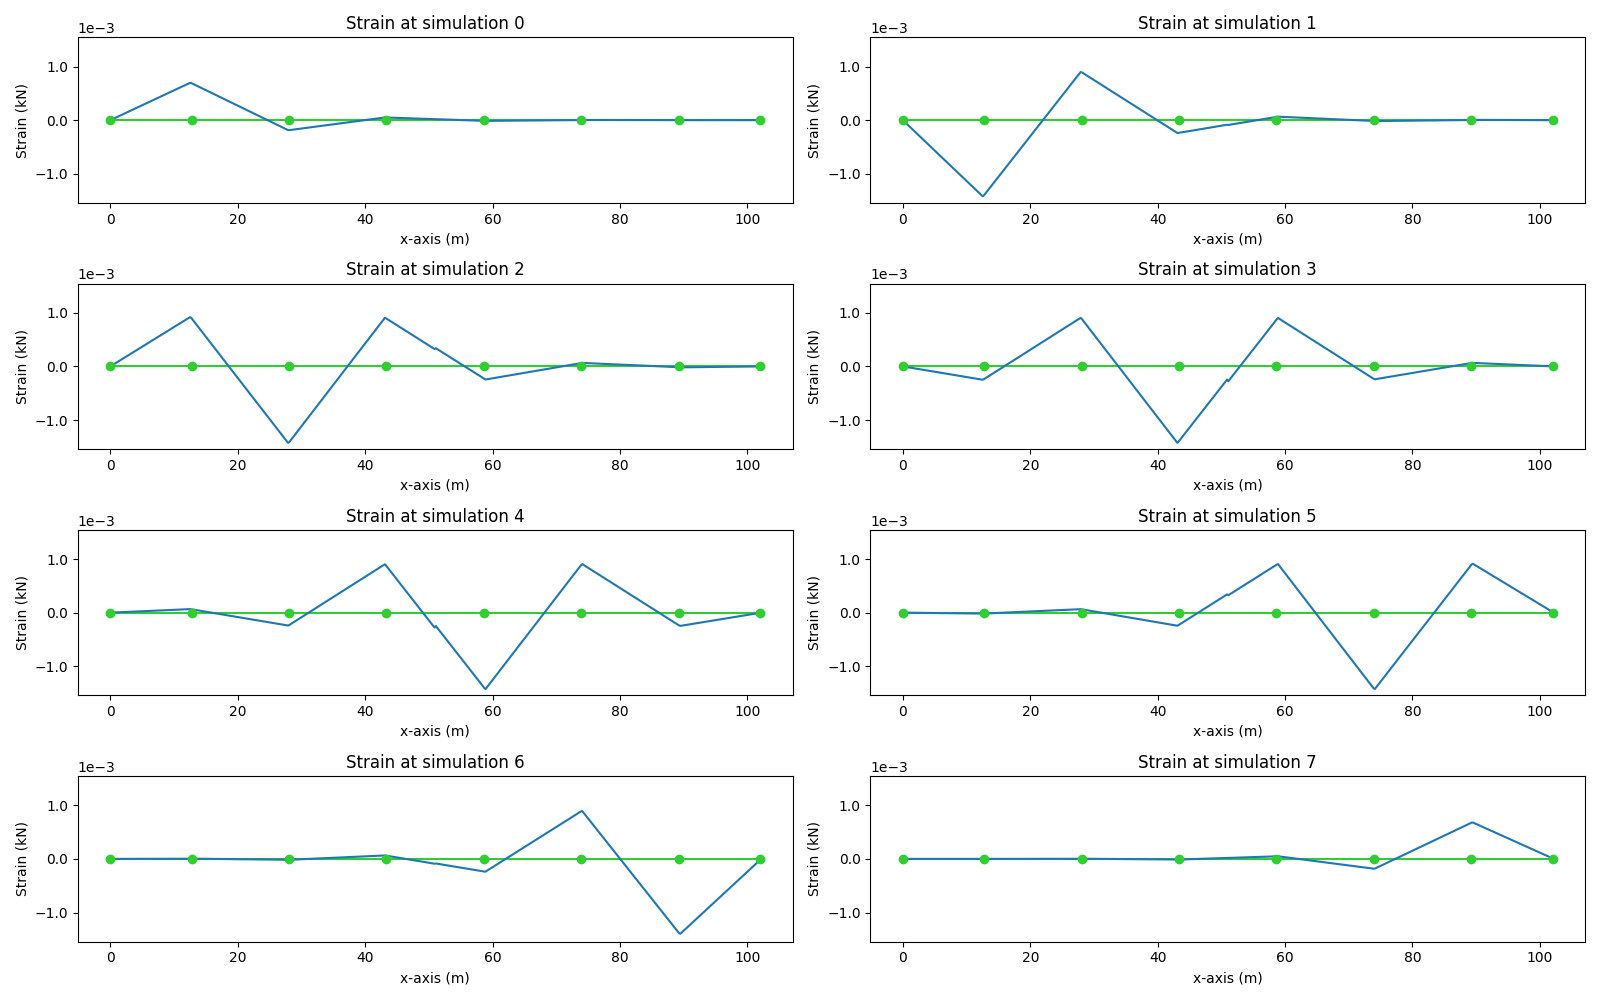 Strain at simulation 0
1e−3
Strain (kN)
1.0
0.0
−1.0
0 20 40 60 80 100
x-axis (m)
Strain at simulation 1
1e−3
Strain (kN)
1.0
0.0
−1.0
0 20 40 60 80 100
x-axis (m)
Strain at simulation 2
1e−3
Strain (kN)
1.0
0.0
−1.0
0 20 40 60 80 100
x-axis (m)
Strain at simulation 3
1e−3
Strain (kN)
1.0
0.0
−1.0
0 20 40 60 80 100
x-axis (m)
Strain at simulation 4
1e−3
Strain (kN)
1.0
0.0
−1.0
0 20 40 60 80 100
x-axis (m)
Strain at simulation 5
1e−3
Strain (kN)
1.0
0.0
−1.0
0 20 40 60 80 100
x-axis (m)
Strain at simulation 6
1e−3
Strain (kN)
1.0
0.0
−1.0
0 20 40 60 80 100
x-axis (m)
Strain at simulation 7
1e−3
Strain (kN)
1.0
0.0
−1.0
0 20 40 60 80 100
x-axis (m)